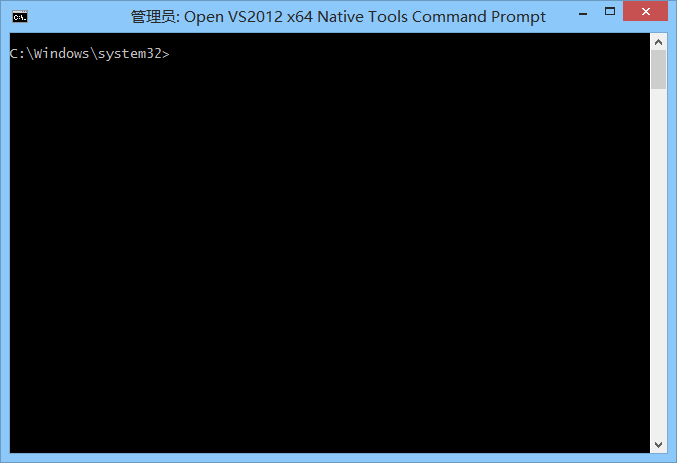 管理员: Open VS2012 x64 Native Tools Command Prompt
C:\Windows\system32>